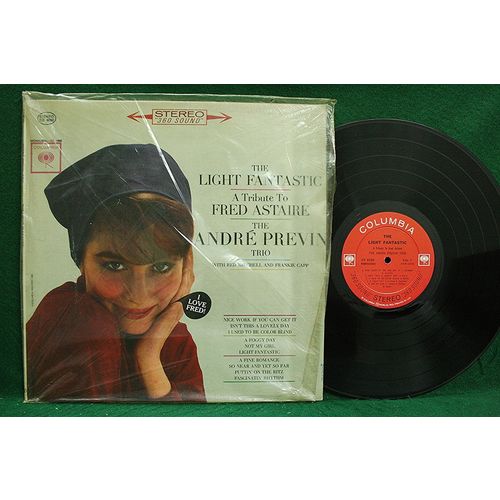 STEREO
"360 SOUND"
COLUMBIA
THE
LIGHT FANTASTIC
A Tribute To
FRED ASTAIRE
THE
ANDRÉ PREVIN
TRIO
WITH RED MITCHELL AND FRANKIE CAPP
I
LOVE
FRED!
NICE WORK IF YOU CAN GET IT
ISN'T THIS A LOVELY DAY
I USED TO BE COLOR BLIND
A FOGGY DAY
NOT MY GIRL
LIGHT FANTASTIC
A FINE ROMANCE
SO NEAR AND YET SO FAR
PUTTIN' ON THE RITZ
FASCINATIN' RHYTHM
COLUMBIA
THE
LIGHT FANTASTIC
STEREO